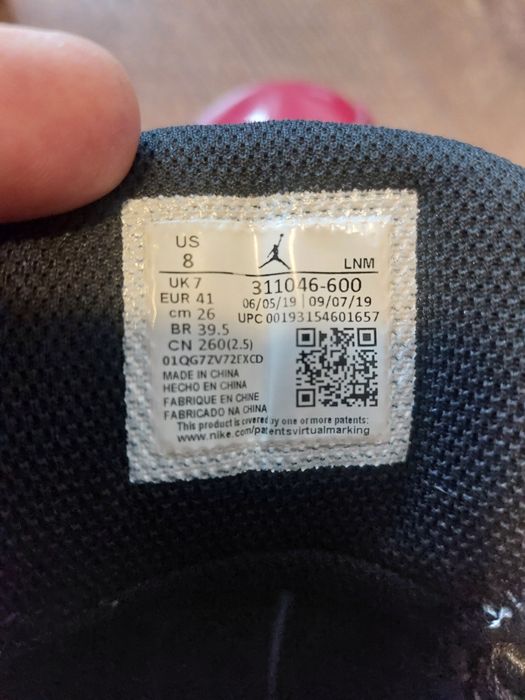 US
8
LNM
UK 7
311046-600
EUR 41
06/05/19 | 09/07/19
cm 26
UPC 00193154601657
BR 39.5
CN 260(2.5)
01QG7ZV72EXCD
MADE IN CHINA
HECHO EN CHINA
FABRIQUE EN CHINE
FABRICADO NA CHINA
This product is covered by one or more patents:
www.nike.com/patentsvirtualmarking